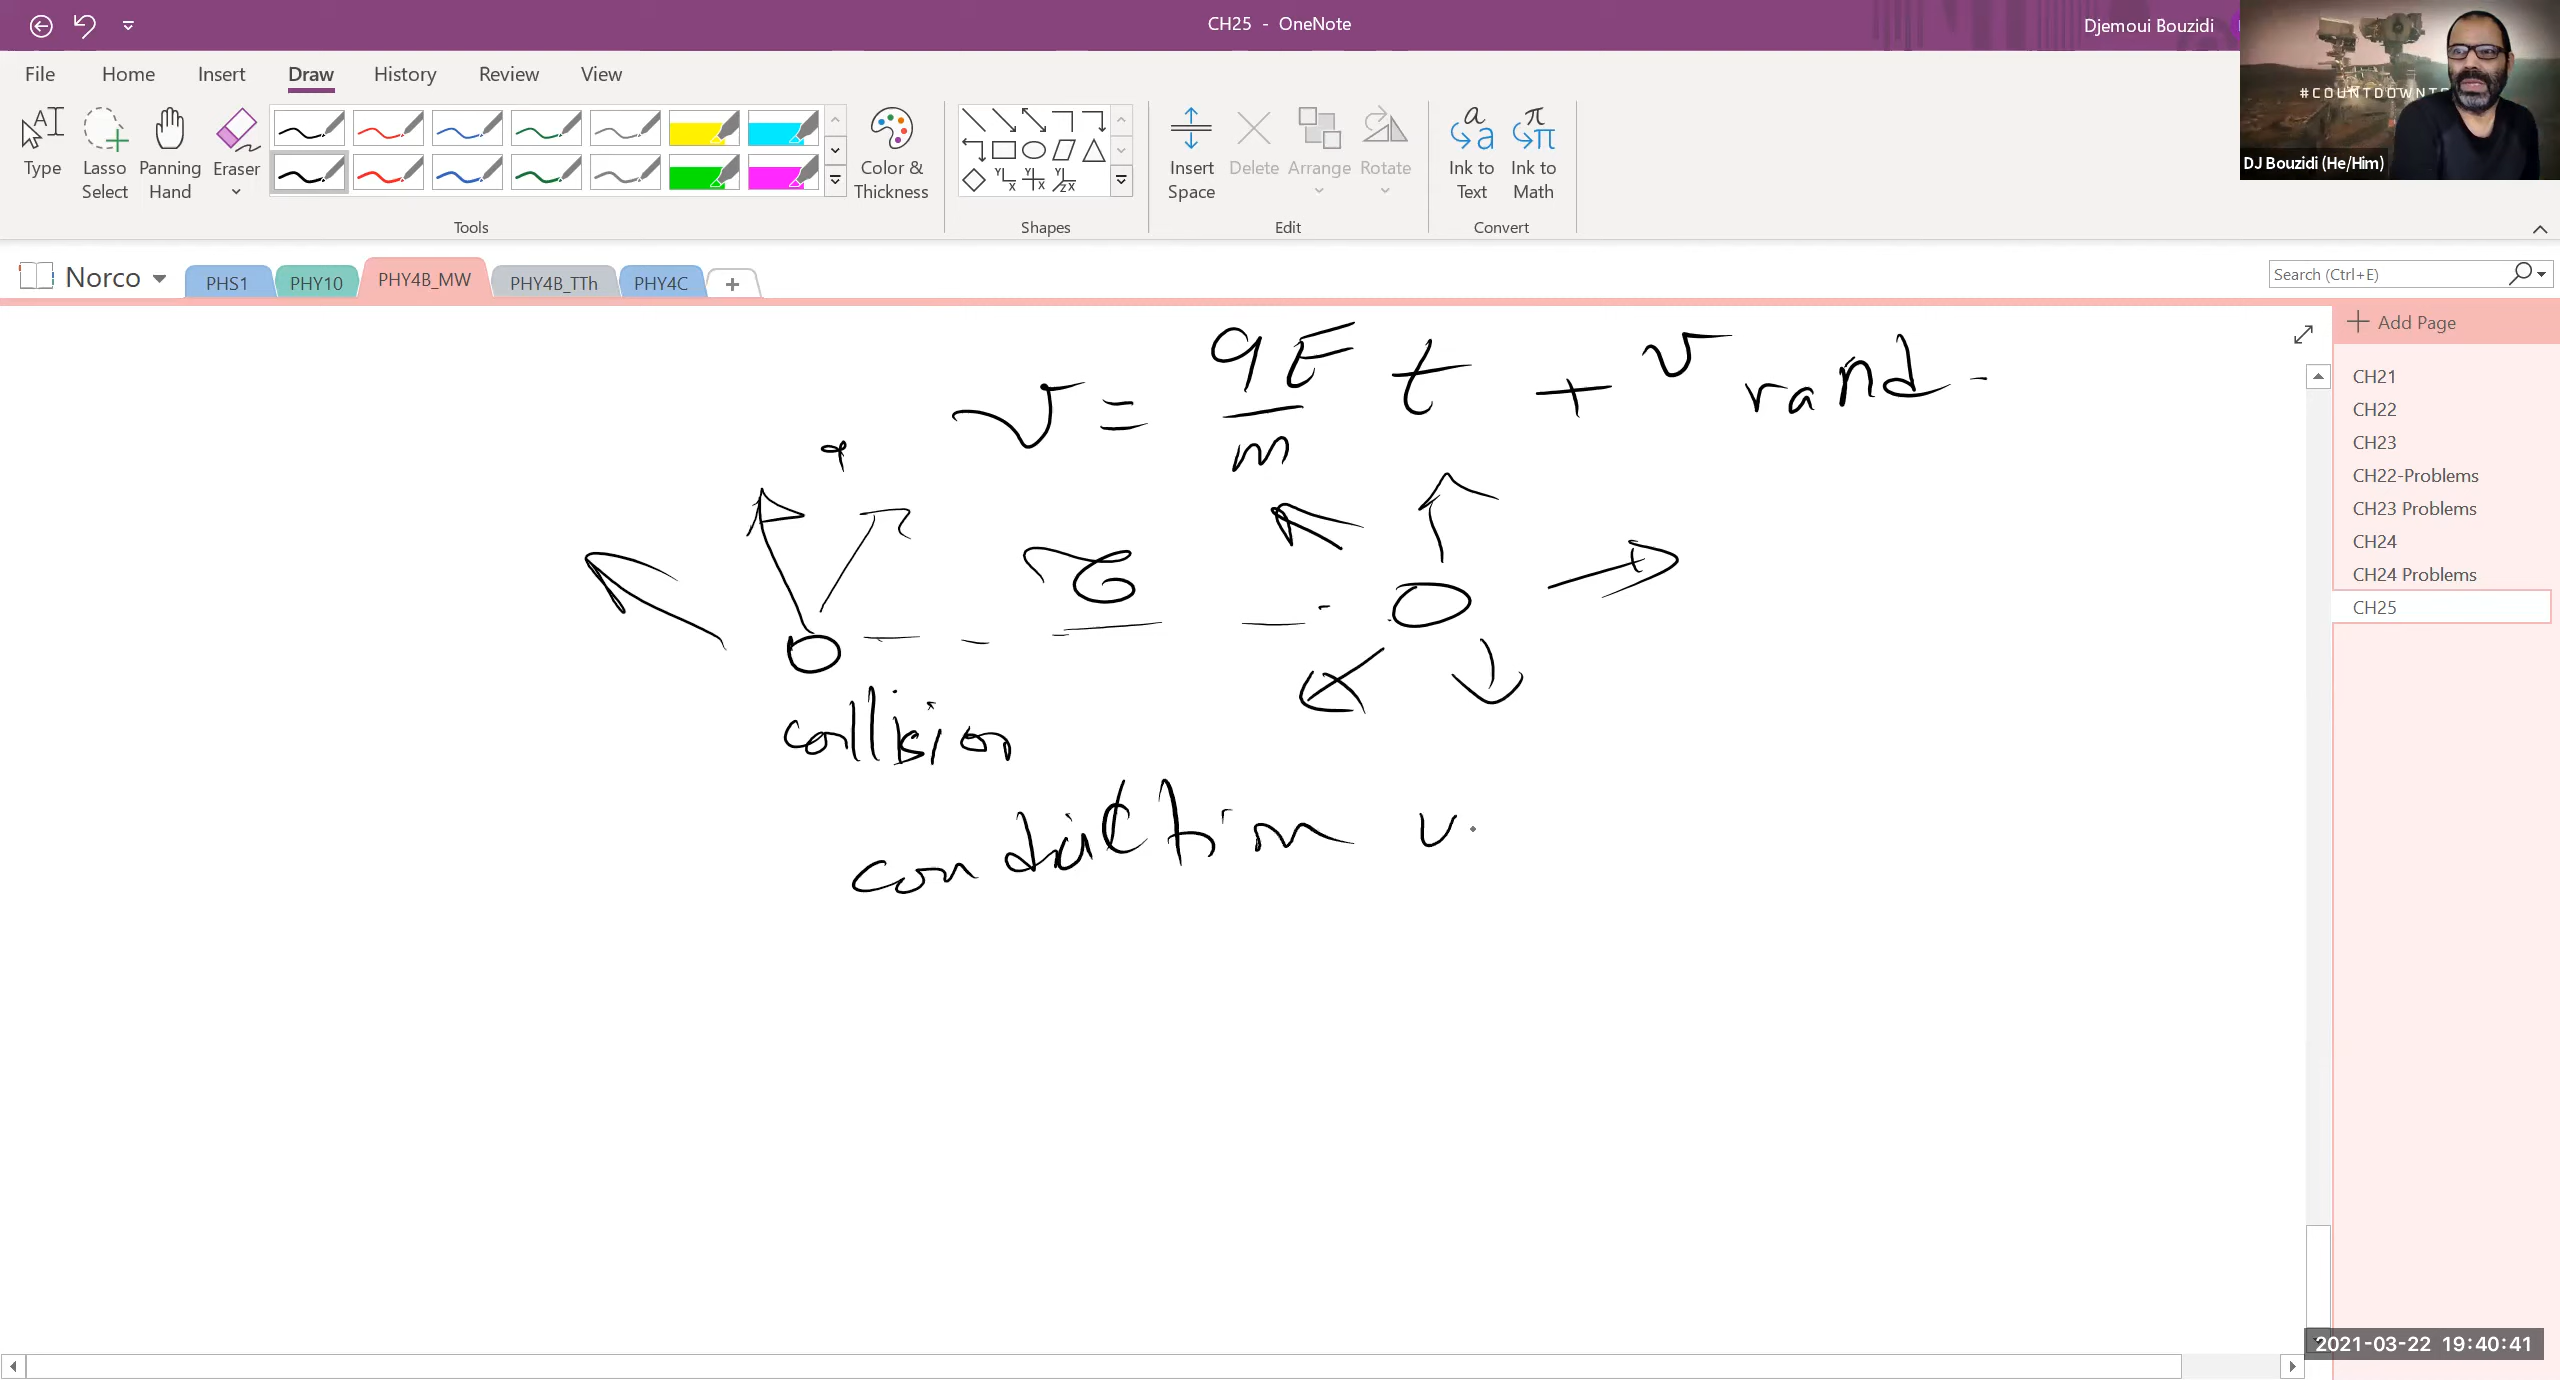 CH25 - OneNote
Djemoui Bouzidi
#COUNTDOWNTO
DJ Bouzidi (He/Him)
File Home Insert Draw History Review View
Type
Lasso Select
Panning Hand
Eraser
Color & Thickness
Insert Space
Delete
Arrange
Rotate
a a Ink to Text
π π Ink to Math
Tools Shapes Edit Convert
Norco PHS1 PHY10 PHY4B_MW PHY4B_TTh PHY4C +
Search (Ctrl+E)
Add Page
CH21
CH22
CH23
CH22-Problems
CH23 Problems
CH24
CH24 Problems
CH25
v = qE/m t + v rand.
collision
conduction v
2021-03-22 19:40:41